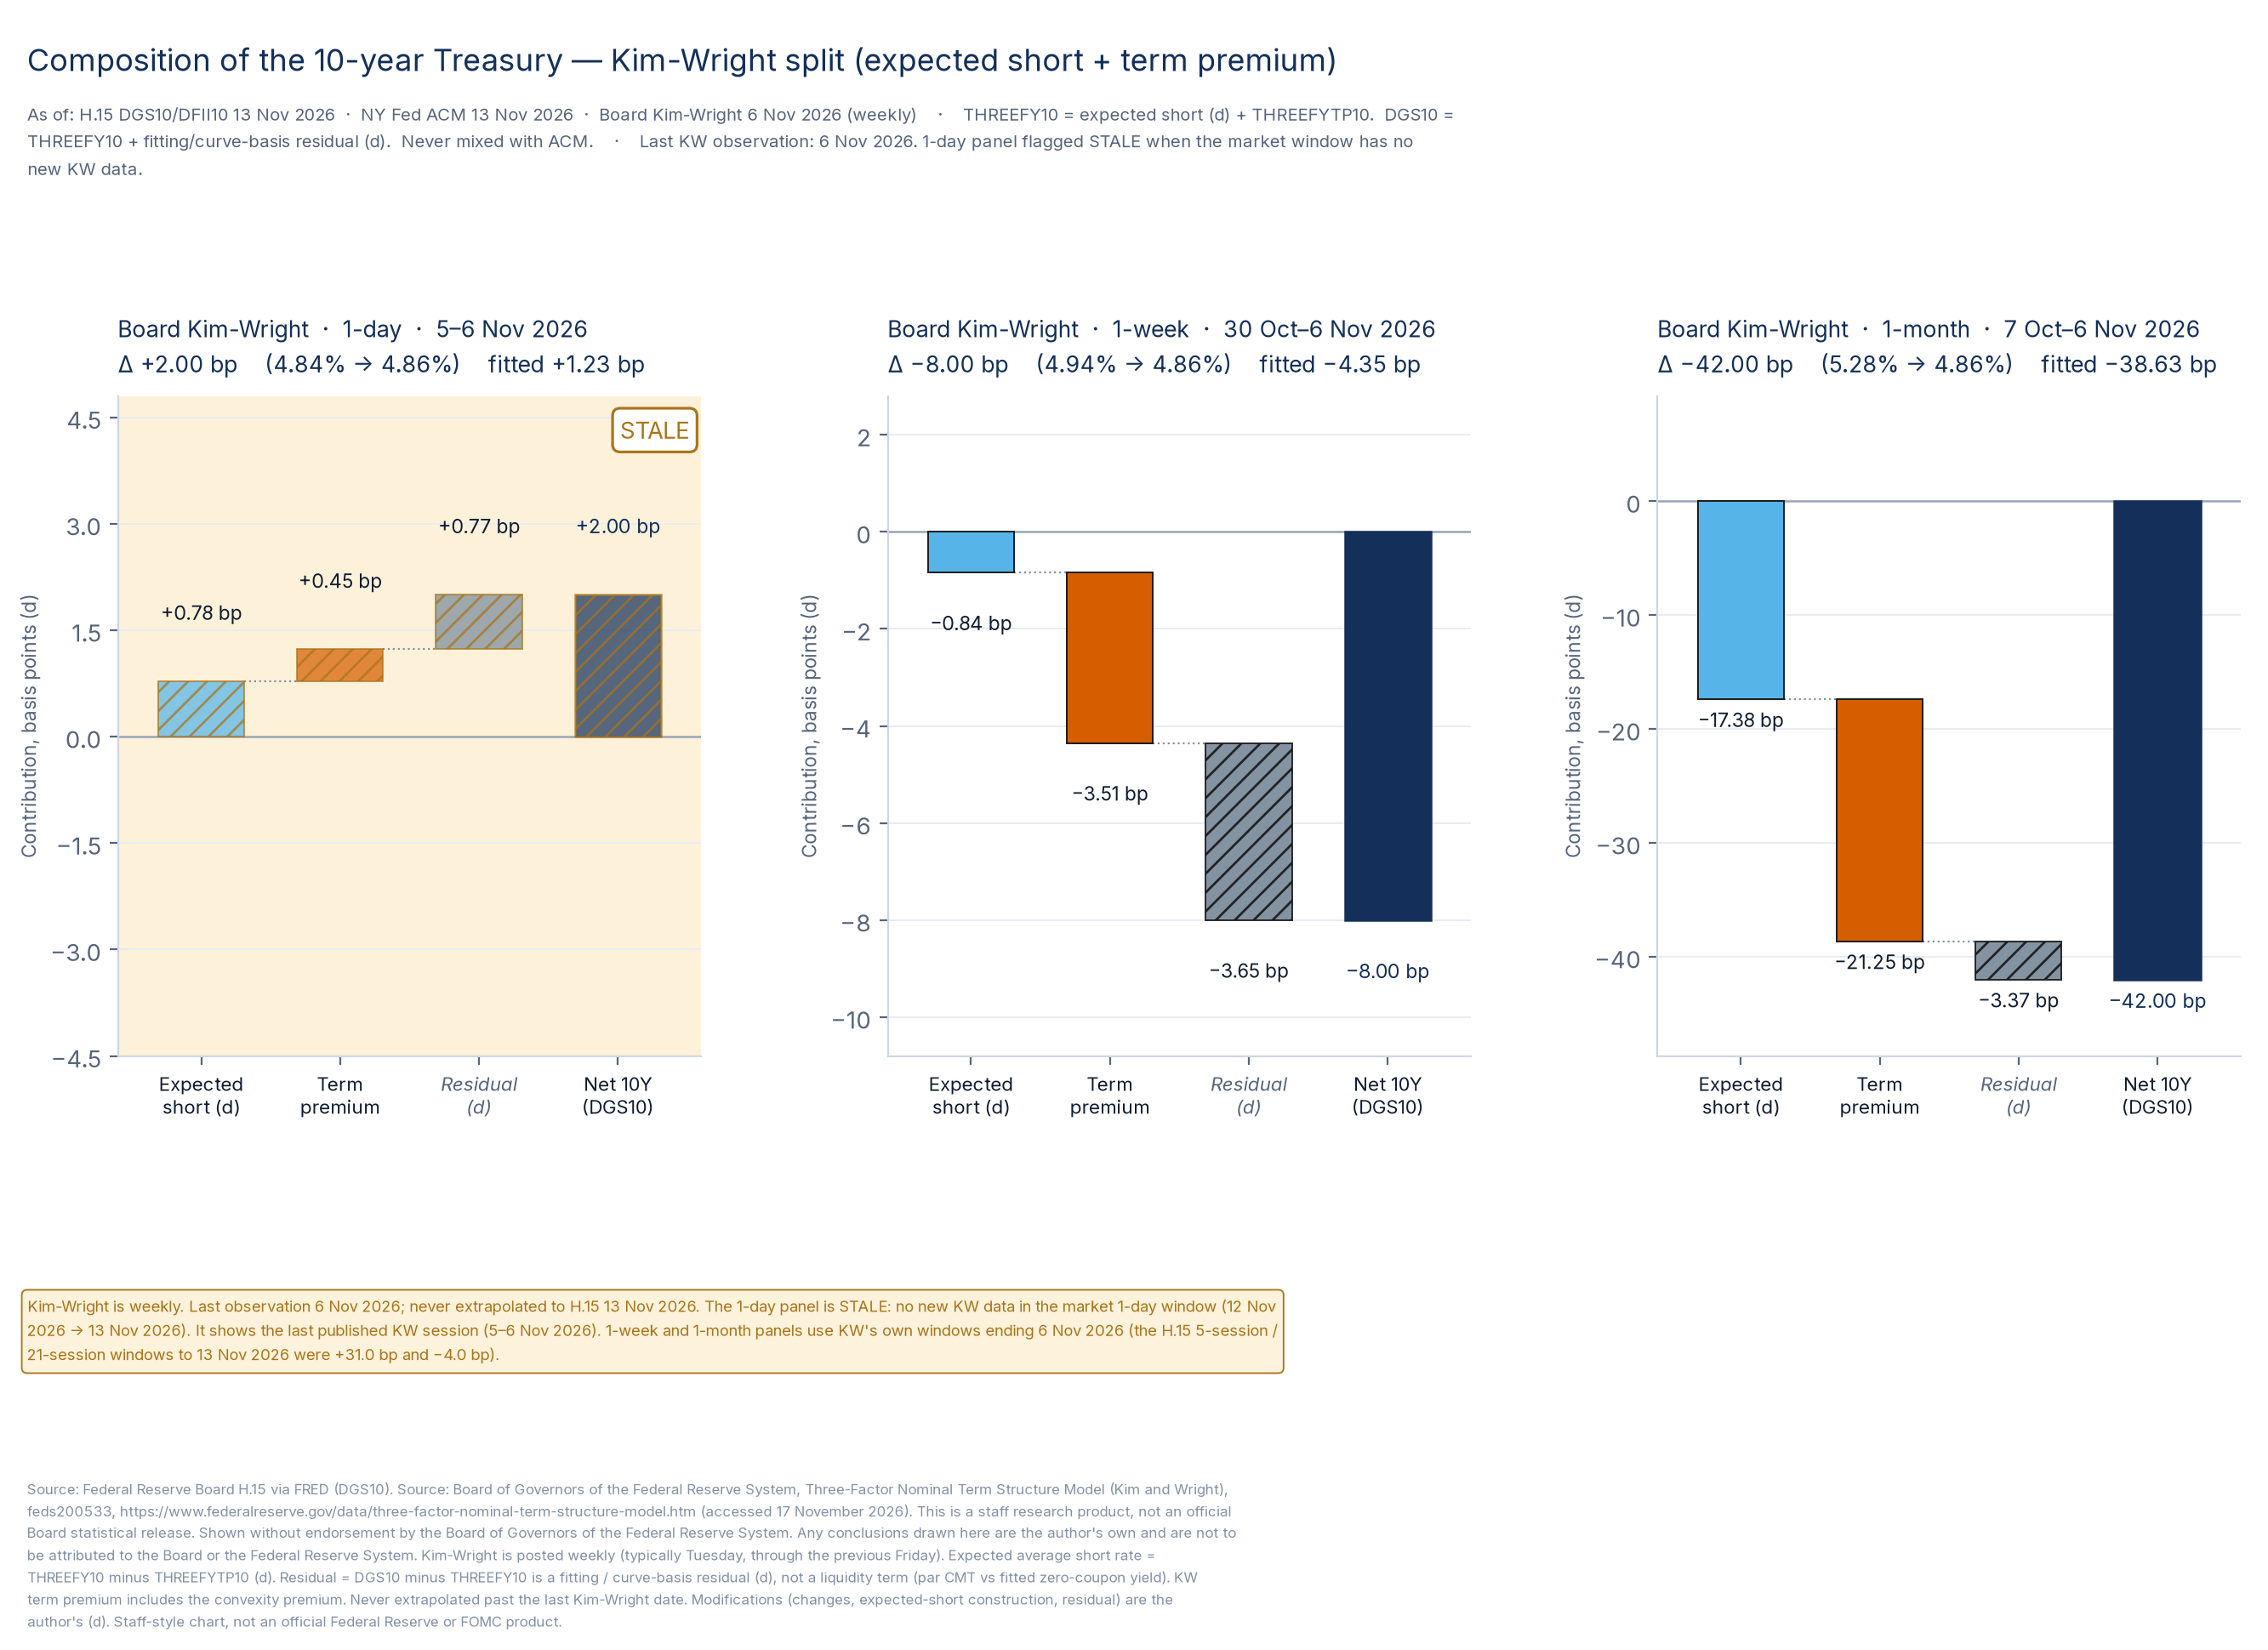 Composition of the 10-year Treasury — Kim-Wright split (expected short + term premium)
As of: H.15 DGS10/DFII10 13 Nov 2026 · NY Fed ACM 13 Nov 2026 · Board Kim-Wright 6 Nov 2026 (weekly) · THREEFY10 = expected short (d) + THREEFYTP10. DGS10 =
THREEFY10 + fitting/curve-basis residual (d). Never mixed with ACM. · Last KW observation: 6 Nov 2026. 1-day panel flagged STALE when the market window has no
new KW data.
Board Kim-Wright · 1-day · 5–6 Nov 2026
Δ +2.00 bp (4.84% → 4.86%) fitted +1.23 bp
STALE
4.5
3.0
1.5
0.0
−1.5
−3.0
−4.5
Contribution, basis points (d)
+0.78 bp
+0.45 bp
+0.77 bp
+2.00 bp
Expected
short (d)
Term
premium
Residual
(d)
Net 10Y
(DGS10)
Board Kim-Wright · 1-week · 30 Oct–6 Nov 2026
Δ −8.00 bp (4.94% → 4.86%) fitted −4.35 bp
2
0
−2
−4
−6
−8
−10
Contribution, basis points (d)
−0.84 bp
−3.51 bp
−3.65 bp
−8.00 bp
Expected
short (d)
Term
premium
Residual
(d)
Net 10Y
(DGS10)
Board Kim-Wright · 1-month · 7 Oct–6 Nov 2026
Δ −42.00 bp (5.28% → 4.86%) fitted −38.63 bp
0
−10
−20
−30
−40
Contribution, basis points (d)
−17.38 bp
−21.25 bp
−3.37 bp
−42.00 bp
Expected
short (d)
Term
premium
Residual
(d)
Net 10Y
(DGS10)
Kim-Wright is weekly. Last observation 6 Nov 2026; never extrapolated to H.15 13 Nov 2026. The 1-day panel is STALE: no new KW data in the market 1-day window (12 Nov
2026 → 13 Nov 2026). It shows the last published KW session (5–6 Nov 2026). 1-week and 1-month panels use KW's own windows ending 6 Nov 2026 (the H.15 5-session /
21-session windows to 13 Nov 2026 were +31.0 bp and −4.0 bp).
Source: Federal Reserve Board H.15 via FRED (DGS10). Source: Board of Governors of the Federal Reserve System, Three-Factor Nominal Term Structure Model (Kim and Wright),
feds200533, https://www.federalreserve.gov/data/three-factor-nominal-term-structure-model.htm (accessed 17 November 2026). This is a staff research product, not an official
Board statistical release. Shown without endorsement by the Board of Governors of the Federal Reserve System. Any conclusions drawn here are the author's own and are not to
be attributed to the Board or the Federal Reserve System. Kim-Wright is posted weekly (typically Tuesday, through the previous Friday). Expected average short rate =
THREEFY10 minus THREEFYTP10 (d). Residual = DGS10 minus THREEFY10 is a fitting / curve-basis residual (d), not a liquidity term (par CMT vs fitted zero-coupon yield). KW
term premium includes the convexity premium. Never extrapolated past the last Kim-Wright date. Modifications (changes, expected-short construction, residual) are the
author's (d). Staff-style chart, not an official Federal Reserve or FOMC product.